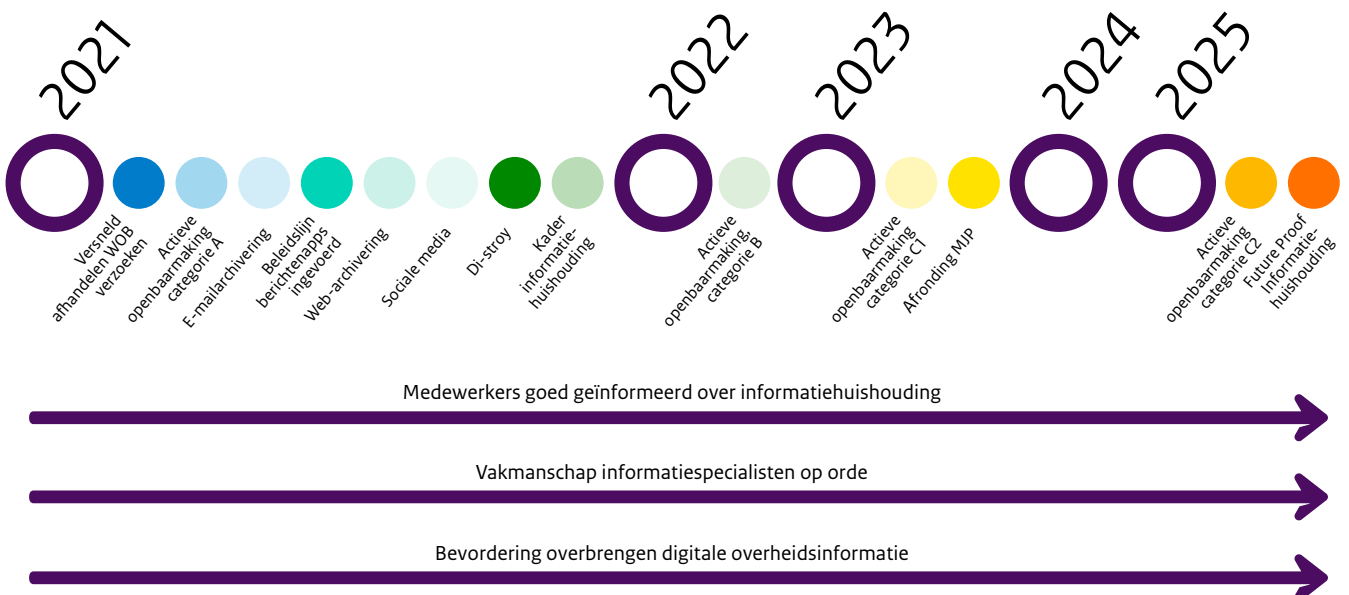 2021
Versneld
afhandelen WOB
verzoeken
Actieve
openbaarmaking
categorie A
E-mailarchivering
Beleidslijn
berichtenapps
ingevoerd
Web-archivering
Sociale media
Di-stroy
Kader
informatie-
huishouding
2022
Actieve
openbaarmaking,
categorie B
2023
Actieve
openbaarmaking
categorie C1
Afronding MJP
2024
2025
Actieve
openbaarmaking
categorie C2
Future Proof
Informatie-
huishouding
Medewerkers goed geïnformeerd over informatiehuishouding
Vakmanschap informatiespecialisten op orde
Bevordering overbrengen digitale overheidsinformatie